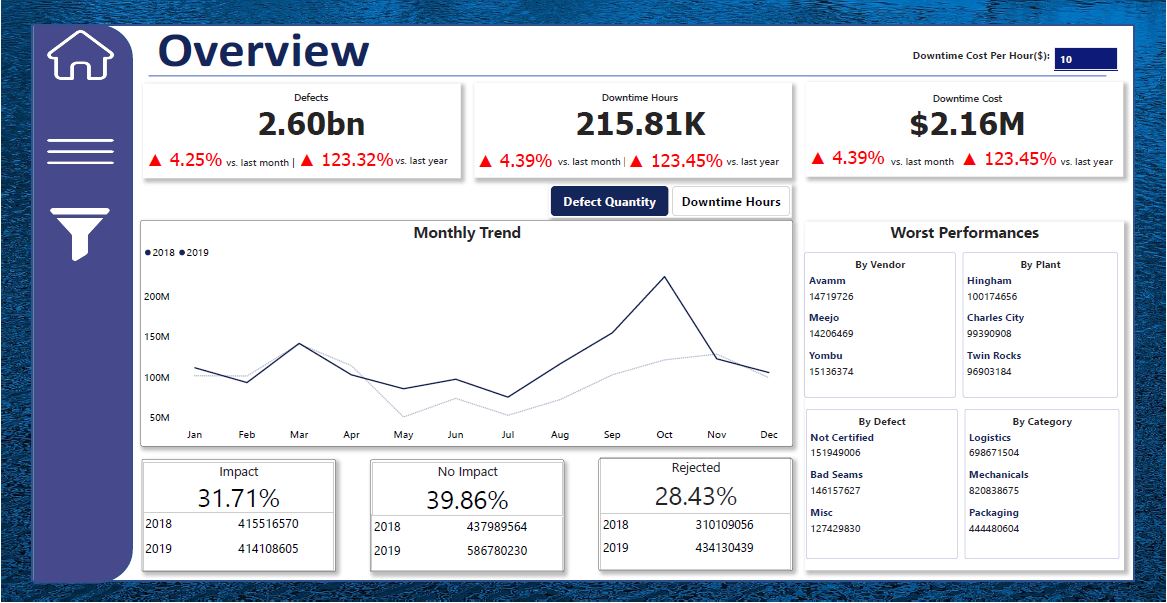 Overview
Downtime Cost Per Hour($): 10
Defects
2.60bn
▲ 4.25% vs. last month | ▲ 123.32% vs. last year
Downtime Hours
215.81K
▲ 4.39% vs. last month | ▲ 123.45% vs. last year
Downtime Cost
$2.16M
▲ 4.39% vs. last month ▲ 123.45% vs. last year
Defect Quantity
Downtime Hours
Monthly Trend
2018 2019
200M
150M
100M
50M
Jan Feb Mar Apr May Jun Jul Aug Sep Oct Nov Dec
Impact
31.71%
2018 415516570
2019 414108605
No Impact
39.86%
2018 437989564
2019 586780230
Rejected
28.43%
2018 310109056
2019 434130439
Worst Performances
By Vendor
Avamm
14719726
Meejo
14206469
Yombu
15136374
By Plant
Hingham
100174656
Charles City
99390908
Twin Rocks
96903184
By Defect
Not Certified
151949006
Bad Seams
146157627
Misc
127429830
By Category
Logistics
698671504
Mechanicals
820838675
Packaging
444480604